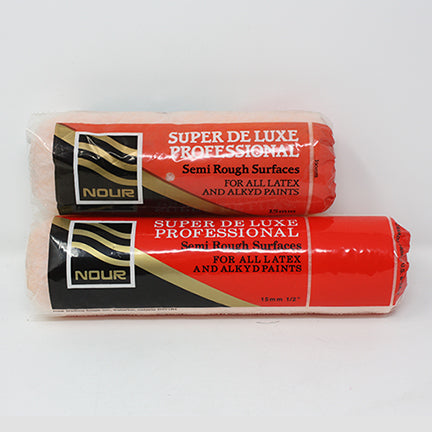 SUPER DE LUXE
PROFESSIONAL
Semi Rough Surfaces
FOR ALL LATEX
AND ALKYD PAINTS
15mm
NOUR
SUPER DE LUXE
PROFESSIONAL
Semi Rough Surfaces
FOR ALL LATEX
AND ALKYD PAINTS
15mm 1/2"
NOUR